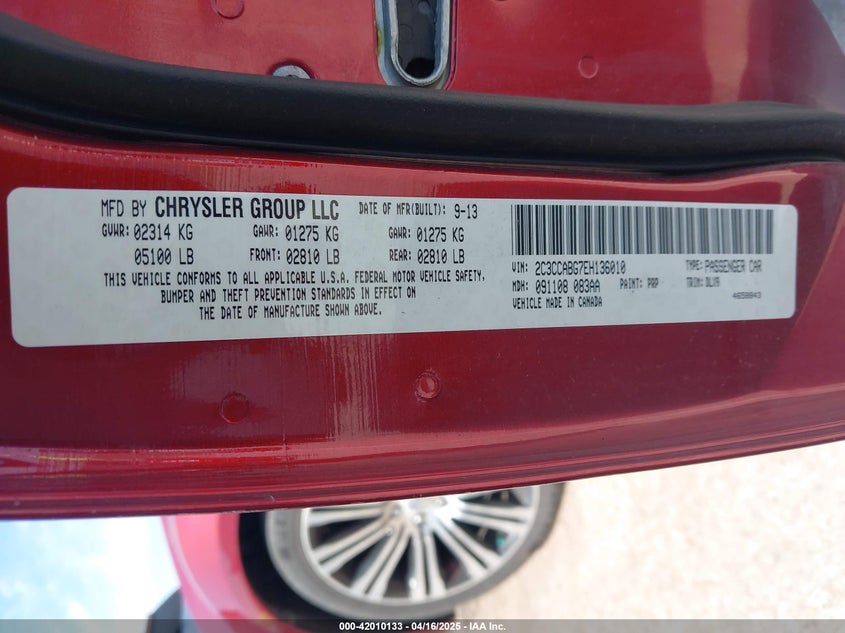 MFD BY CHRYSLER GROUP LLC DATE OF MFR(BUILT): 9-13
GVWR: 02314 KG GAWR: 01275 KG GAWR: 01275 KG
05100 LB FRONT: 02810 LB REAR: 02810 LB
THIS VEHICLE CONFORMS TO ALL APPLICABLE U.S.A. FEDERAL MOTOR VEHICLE SAFETY,
BUMPER AND THEFT PREVENTION STANDARDS IN EFFECT ON
THE DATE OF MANUFACTURE SHOWN ABOVE.
VIN: 2C3CCABG7EH136010 TYPE: PASSENGER CAR
MDH: 091108 083AA PAINT: PRP TRIM: DLV8
VEHICLE MADE IN CANADA 4658843
000-42010133 - 04/16/2025 - IAA Inc.